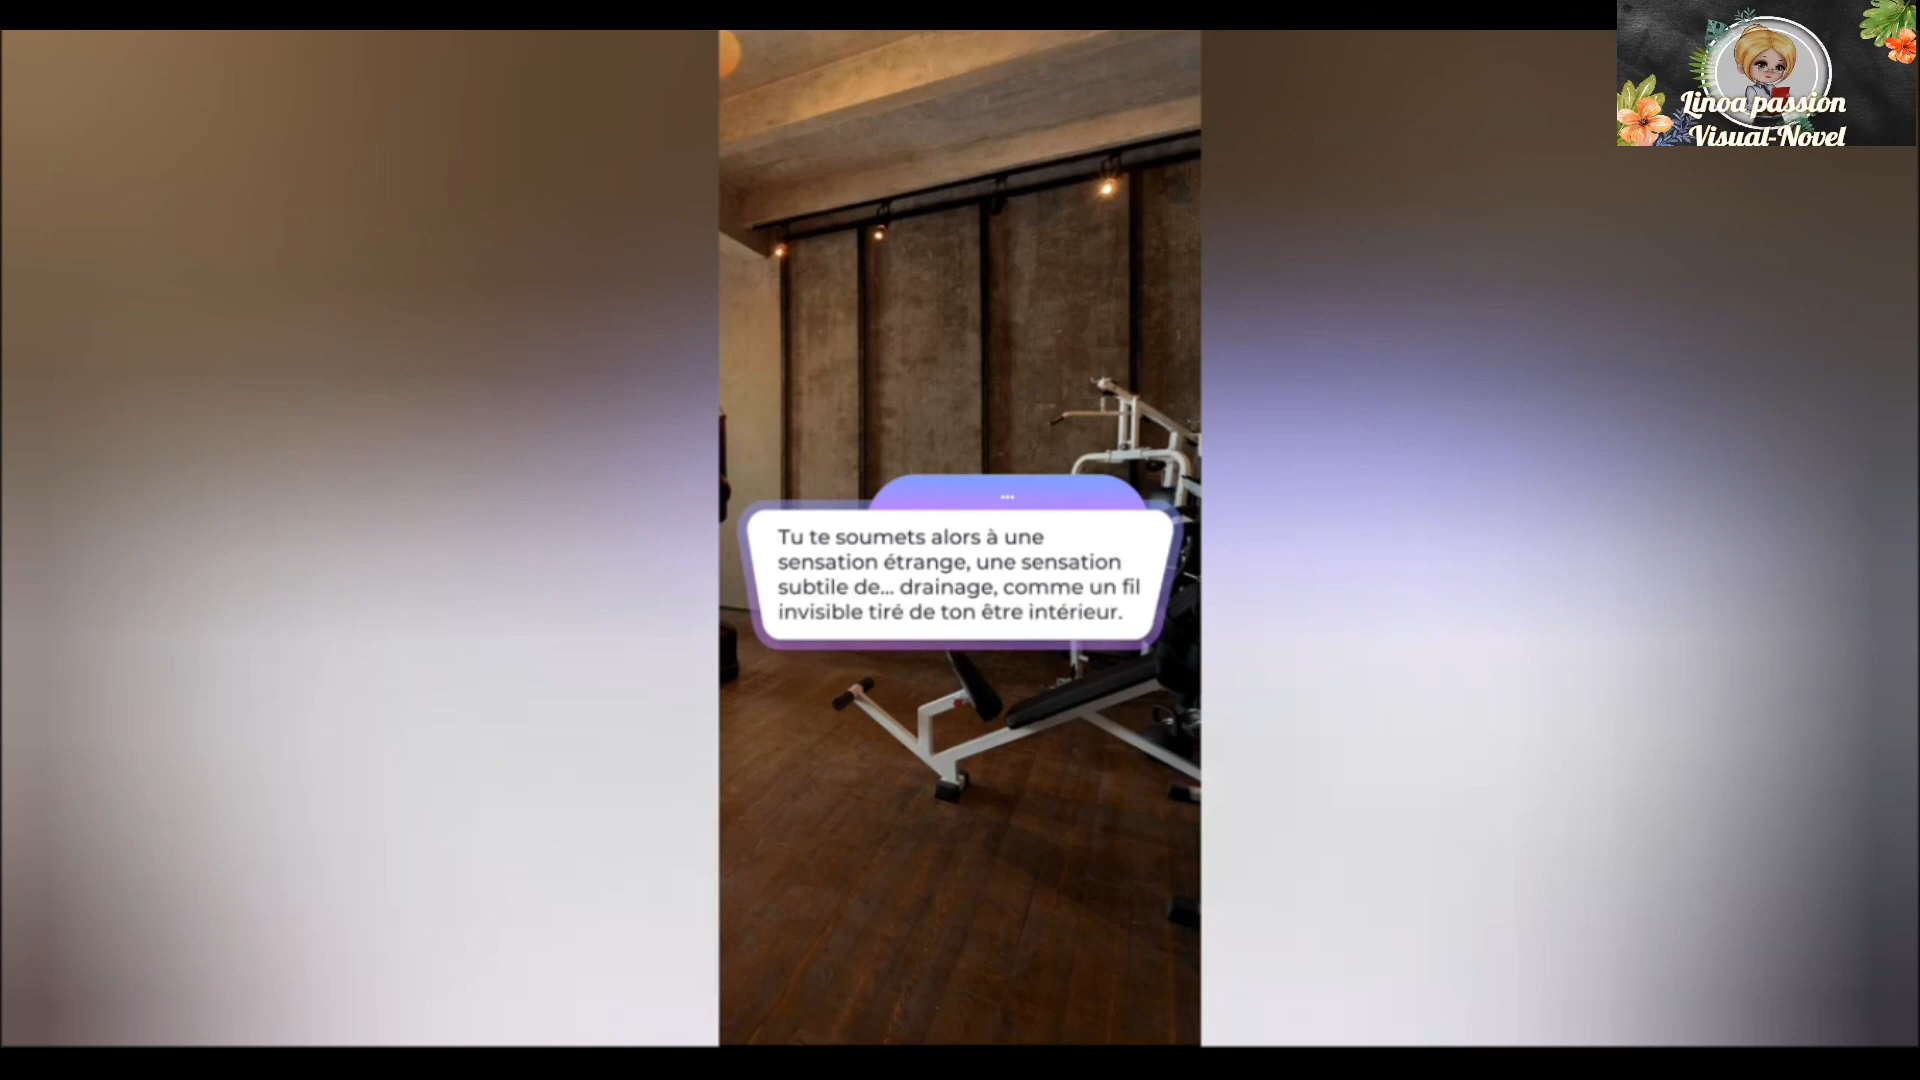 Linoa passion
Visual-Novel
...
Tu te soumets alors à une
sensation étrange, une sensation
subtile de... drainage, comme un fil
invisible tiré de ton être intérieur.